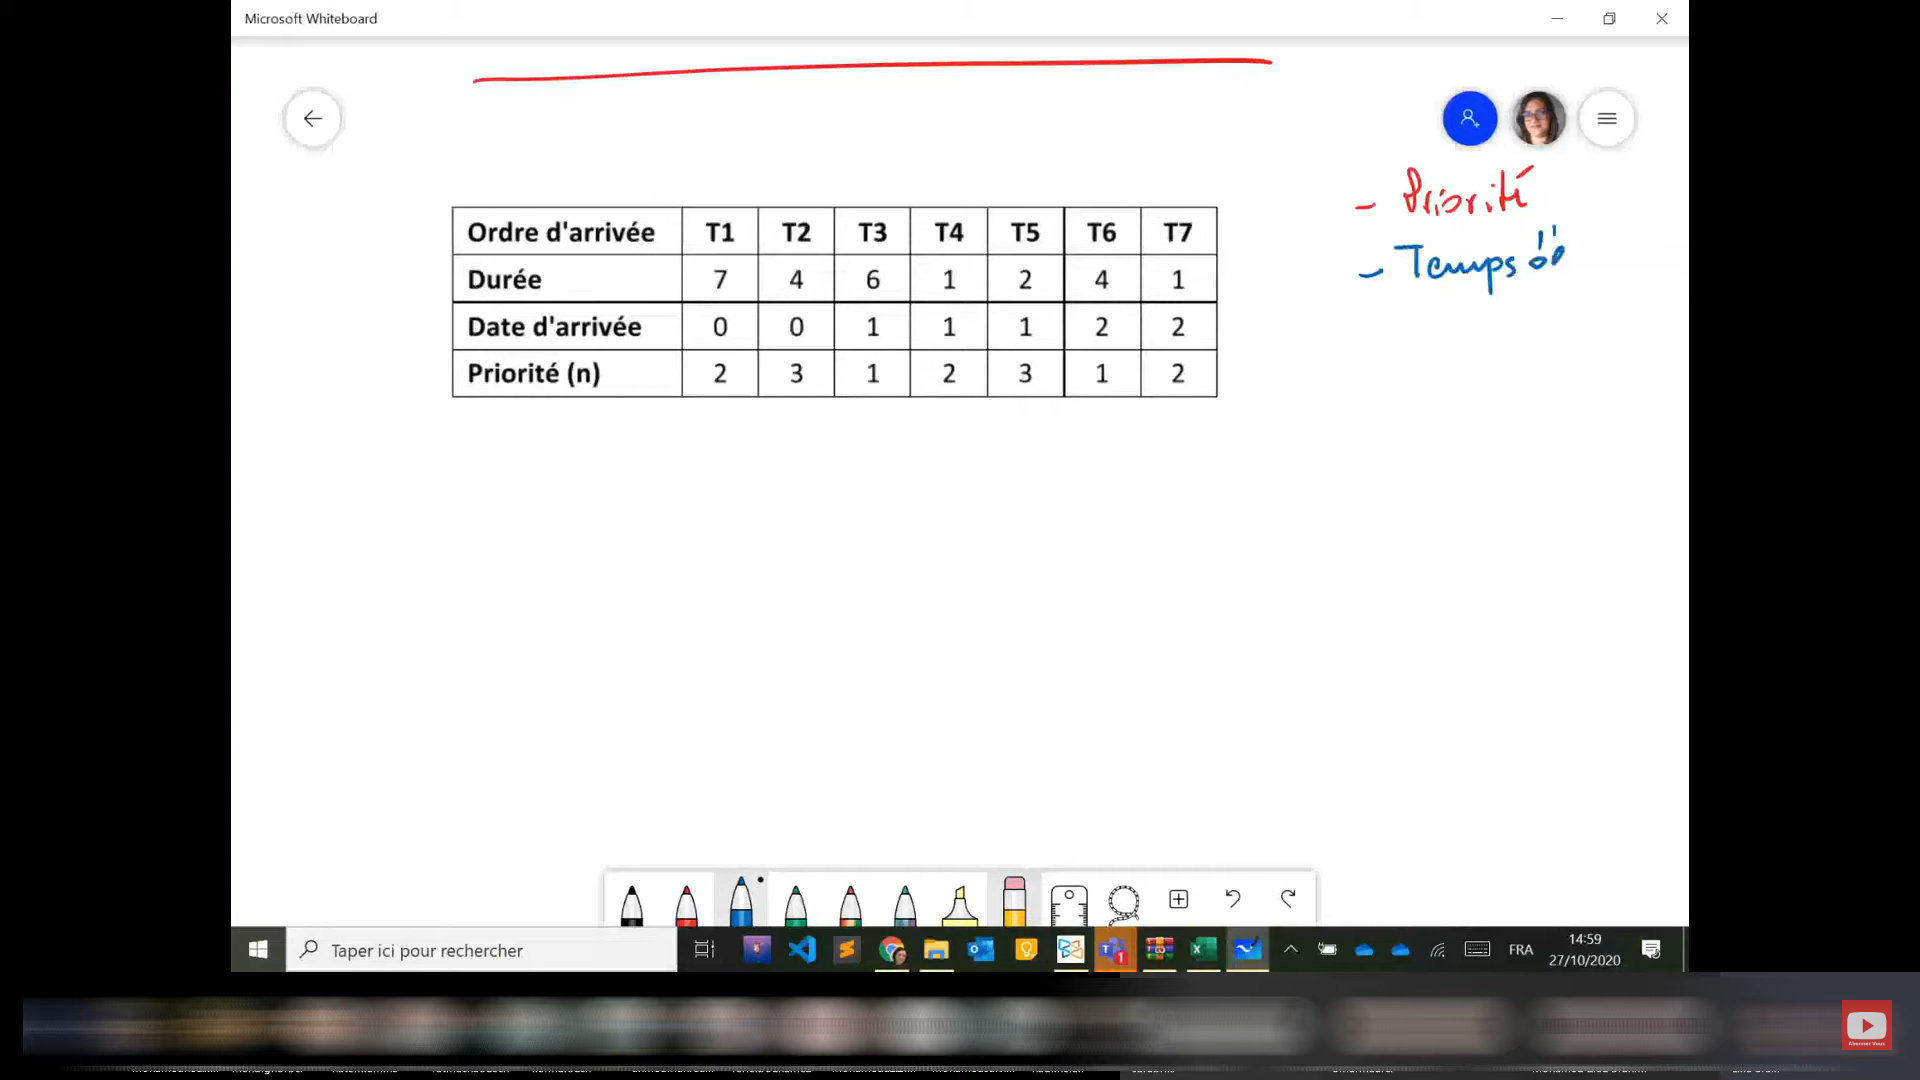 Microsoft Whiteboard
- Priorité
- Temps
Ordre d'arrivée T1 T2 T3 T4 T5 T6 T7
Durée 7 4 6 1 2 4 1
Date d'arrivée 0 0 1 1 1 2 2
Priorité (n) 2 3 1 2 3 1 2
Taper ici pour rechercher
FRA
14:59
27/10/2020
Abonnez Vous